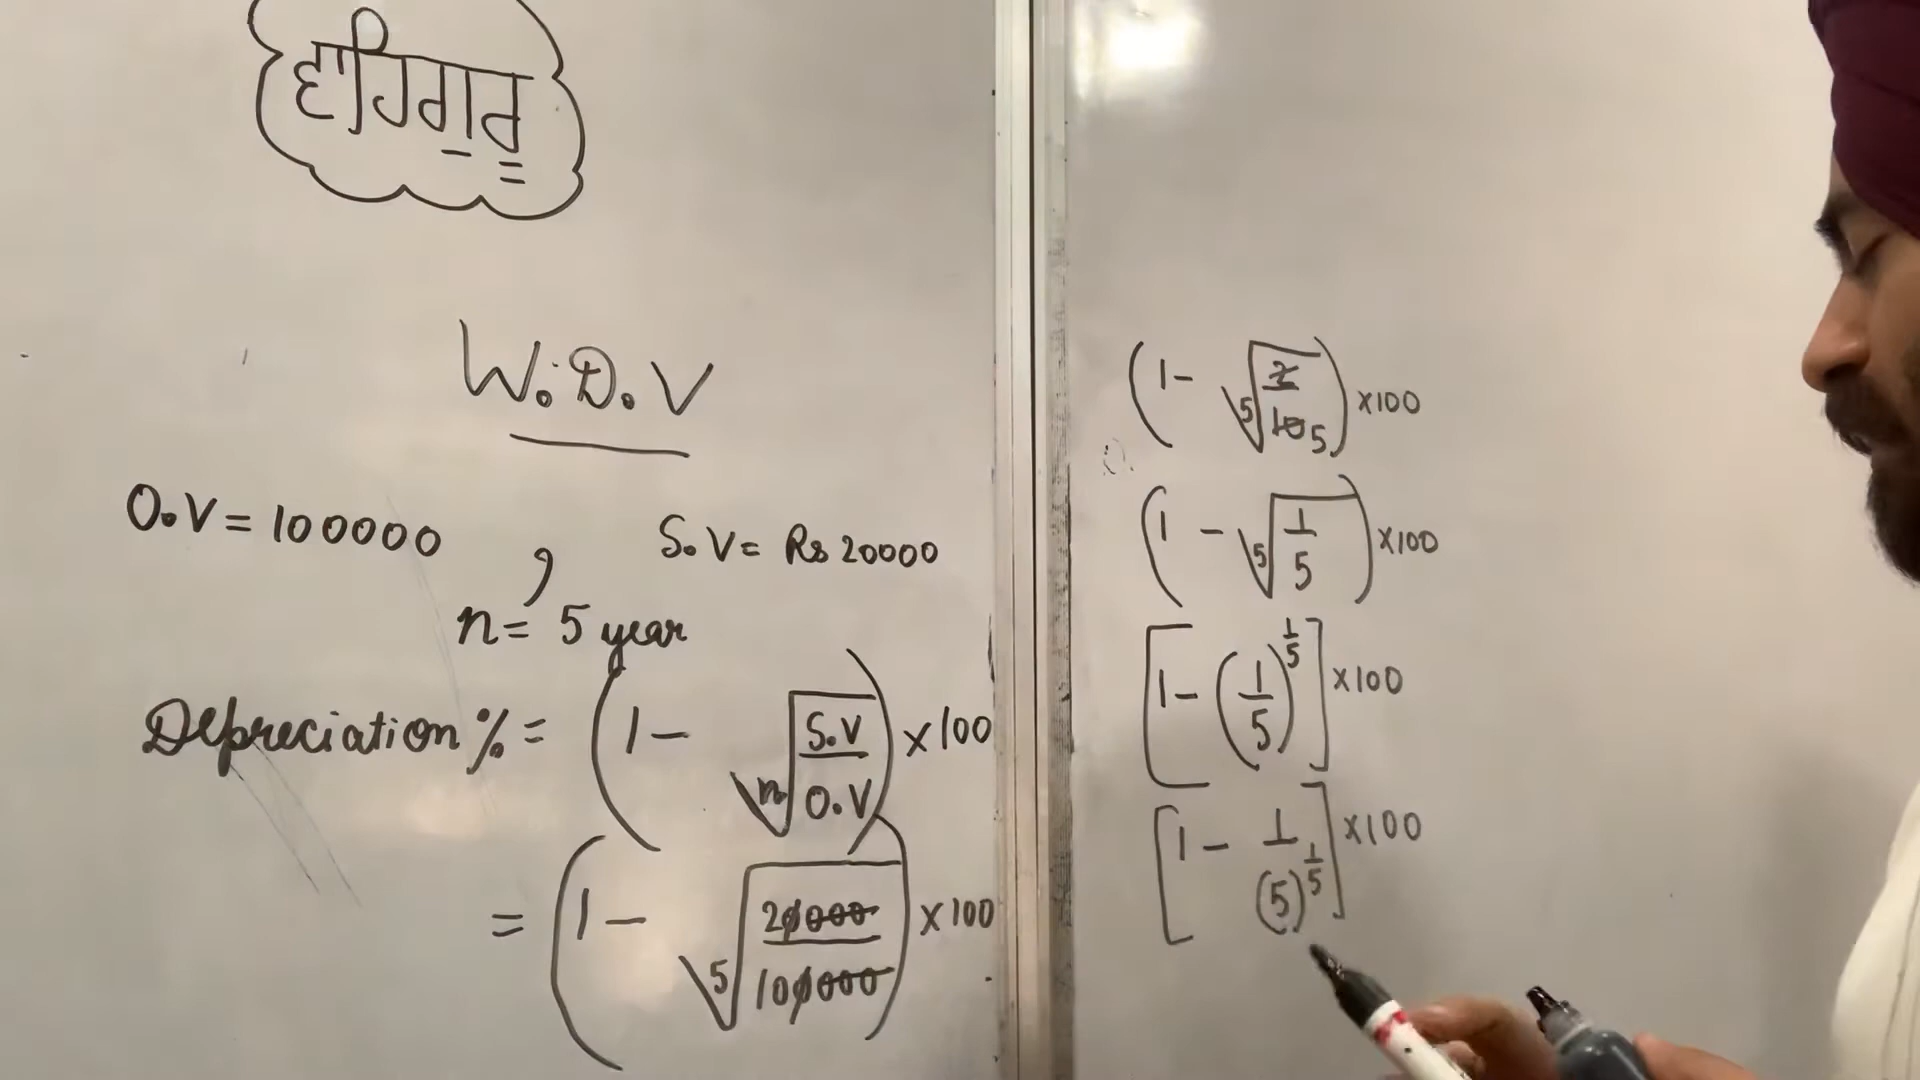 ਵਾਹਿਗੁਰੂ
W.D.V
O.V = 100000 , S.V = Rs 20000
n = 5 year
Depreciation % = (1 - ⁿ√(S.V/O.V)) ×100
= (1 - ⁵√(20000/100000)) ×100
(1 - ⁵√(2/10 5)) ×100
(1 - ⁵√(1/5)) ×100
[1 - (1/5)^(1/5)] ×100
[1 - 1/(5)^(1/5)] ×100